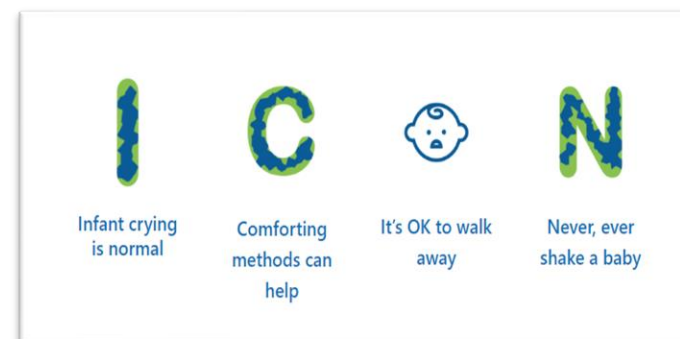 I C N
Infant crying
is normal
Comforting
methods can
help
It's OK to walk
away
Never, ever
shake a baby